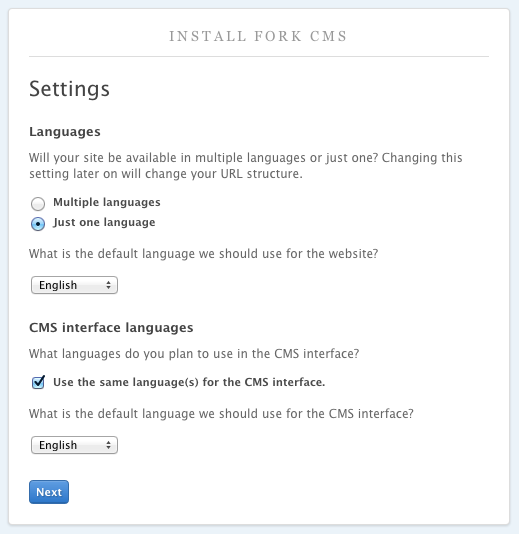 INSTALL FORK CMS
Settings
Languages
Will your site be available in multiple languages or just one? Changing this
setting later on will change your URL structure.
Multiple languages
Just one language
What is the default language we should use for the website?
English
CMS interface languages
What languages do you plan to use in the CMS interface?
Use the same language(s) for the CMS interface.
What is the default language we should use for the CMS interface?
English
Next